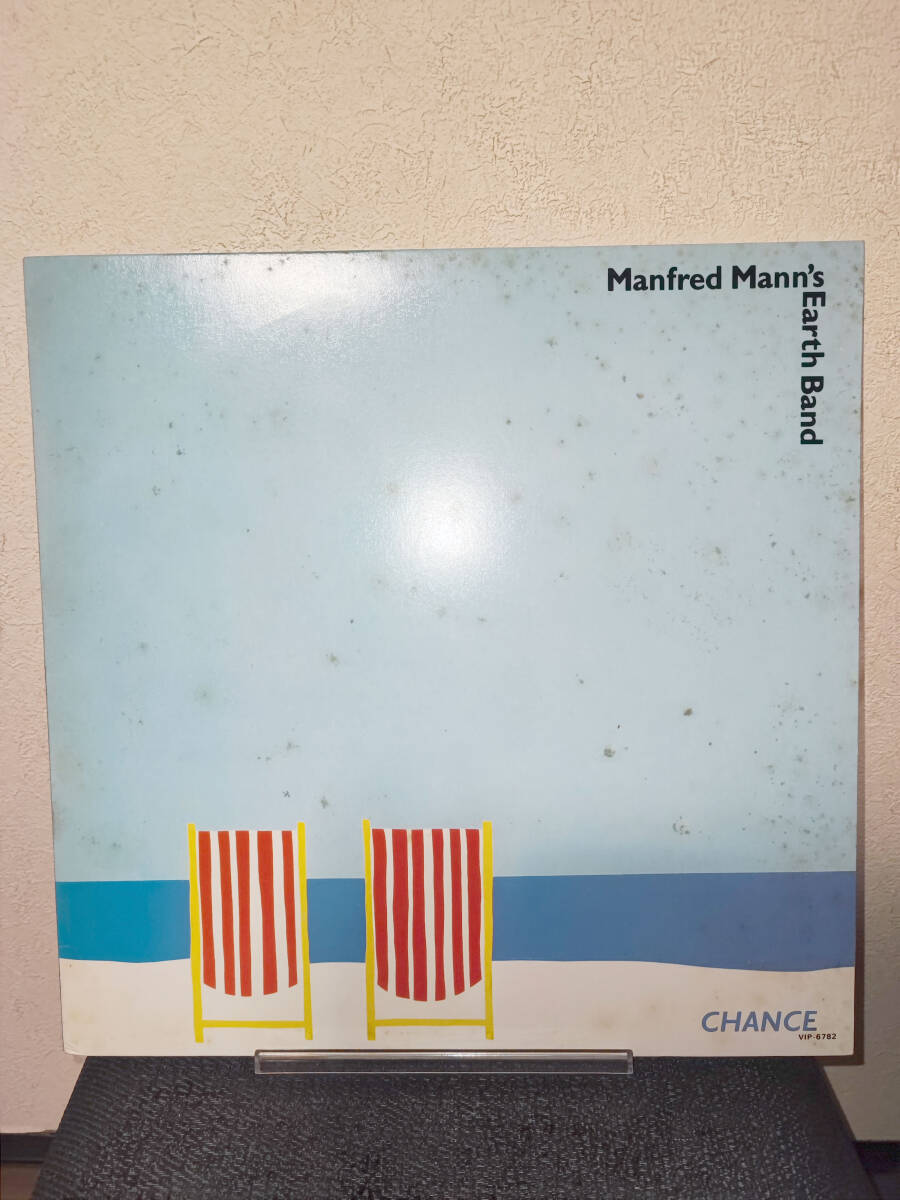 Manfred Mann's
Earth Band
CHANCE
VIP-6782